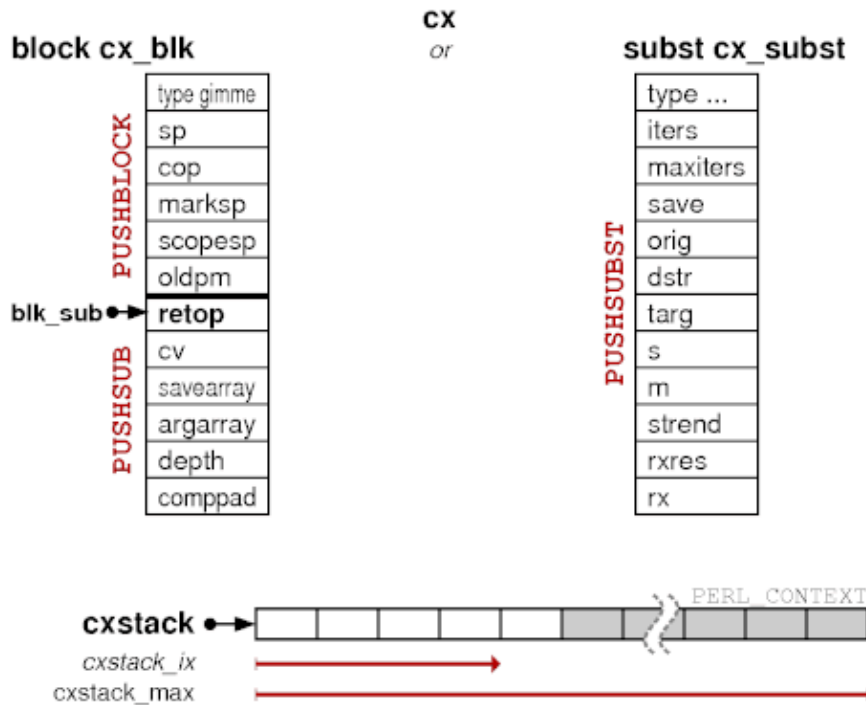 cx
or
block cx_blk
subst cx_subst
PUSHBLOCK
type gimme
sp
cop
marksp
scopesp
oldpm
blk_sub
retop
PUSHSUB
cv
savearray
argarray
depth
comppad
PUSHSUBST
type ...
iters
maxiters
save
orig
dstr
targ
s
m
strend
rxres
rx
PERL_CONTEXT
cxstack
cxstack_ix
cxstack_max